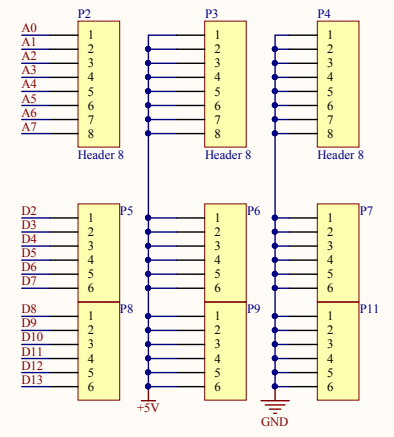 P2 P3 P4
A0 1 1 1
A1 2 2 2
A2 3 3 3
A3 4 4 4
A4 5 5 5
A5 6 6 6
A6 7 7 7
A7 8 8 8
Header 8 Header 8 Header 8
P5 P6 P7
D2 1 1 1
D3 2 2 2
D4 3 3 3
D5 4 4 4
D6 5 5 5
D7 6 6 6
P8 P9 P11
D8 1 1 1
D9 2 2 2
D10 3 3 3
D11 4 4 4
D12 5 5 5
D13 6 6 6
+5V
GND